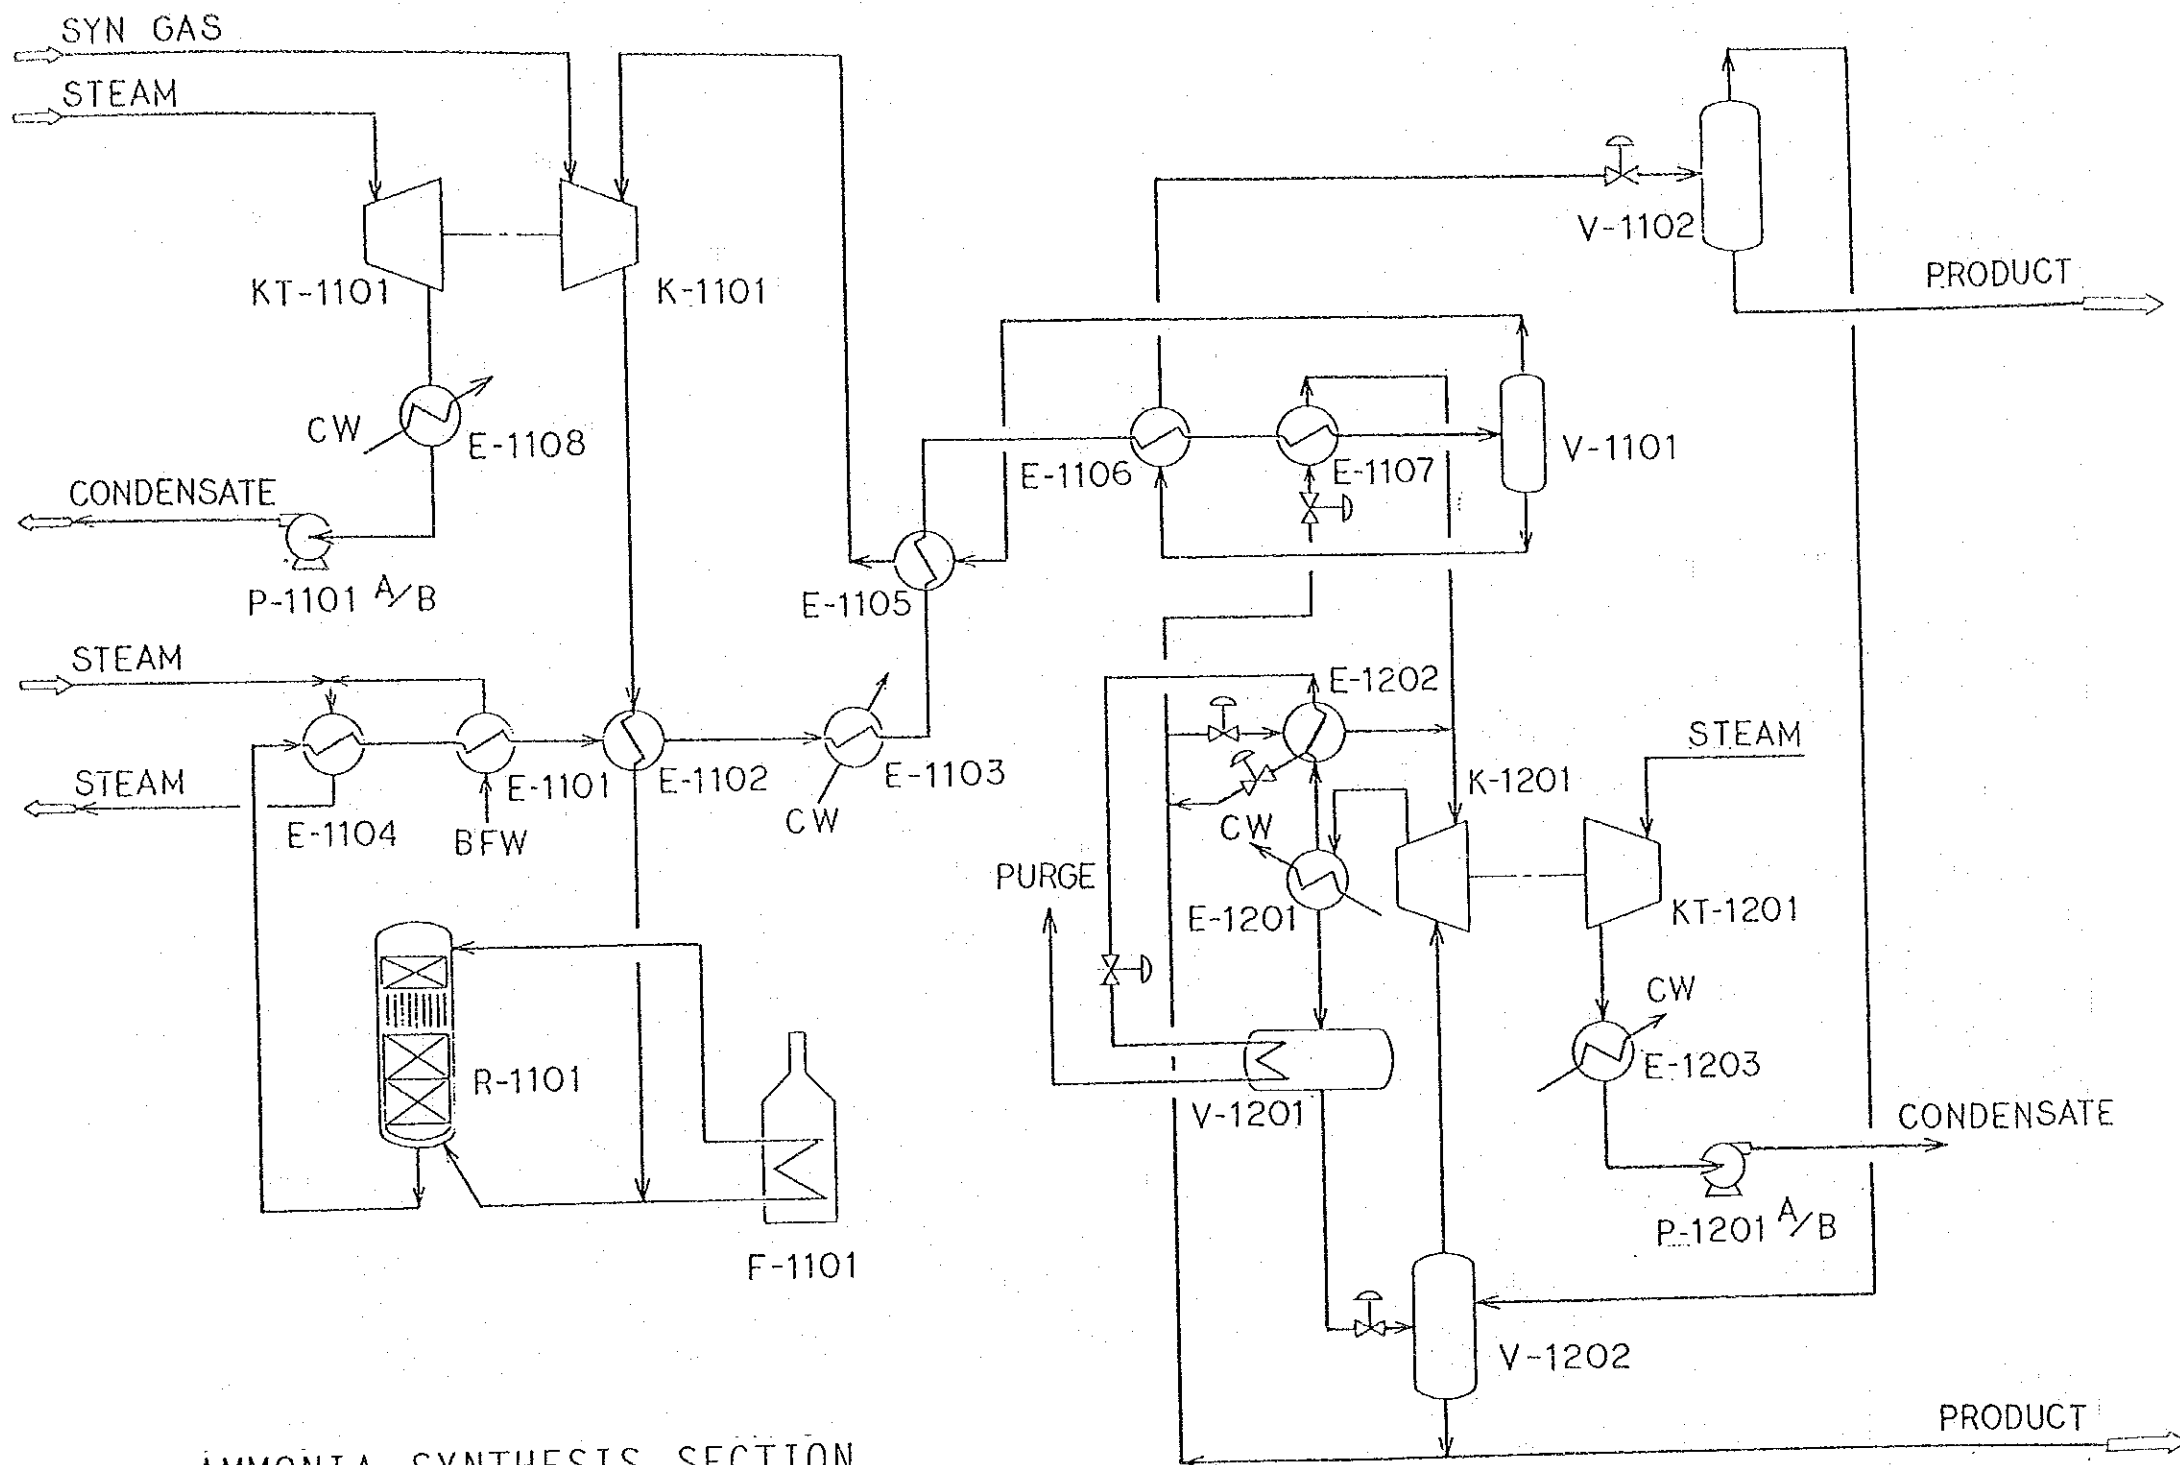 SYN GAS
STEAM
KT-1101
K-1101
V-1102
PRODUCT
CW
E-1108
E-1106
E-1107
V-1101
CONDENSATE
P-1101 A/B
E-1105
STEAM
E-1202
STEAM
STEAM
E-1101
E-1102
E-1103
K-1201
E-1104
BFW
CW
CW
PURGE
E-1201
KT-1201
CW
R-1101
E-1203
V-1201
CONDENSATE
P-1201 A/B
F-1101
V-1202
PRODUCT
AMMONIA SYNTHESIS SECTION